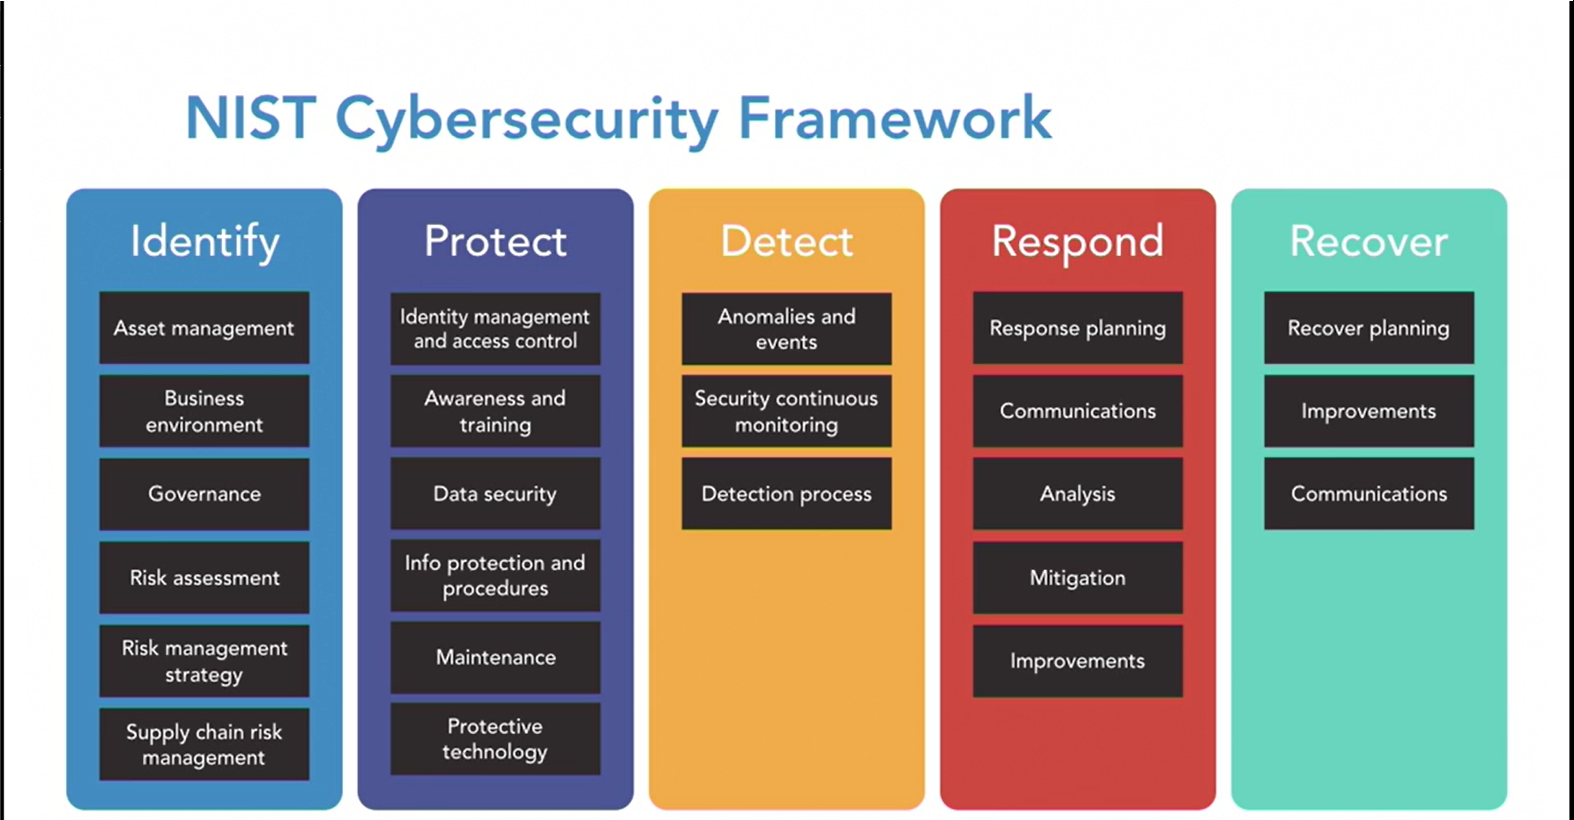 NIST Cybersecurity Framework
Identify
Asset management
Business
environment
Governance
Risk assessment
Risk management
strategy
Supply chain risk
management
Protect
Identity management
and access control
Awareness and
training
Data security
Info protection and
procedures
Maintenance
Protective
technology
Detect
Anomalies and
events
Security continuous
monitoring
Detection process
Respond
Response planning
Communications
Analysis
Mitigation
Improvements
Recover
Recover planning
Improvements
Communications